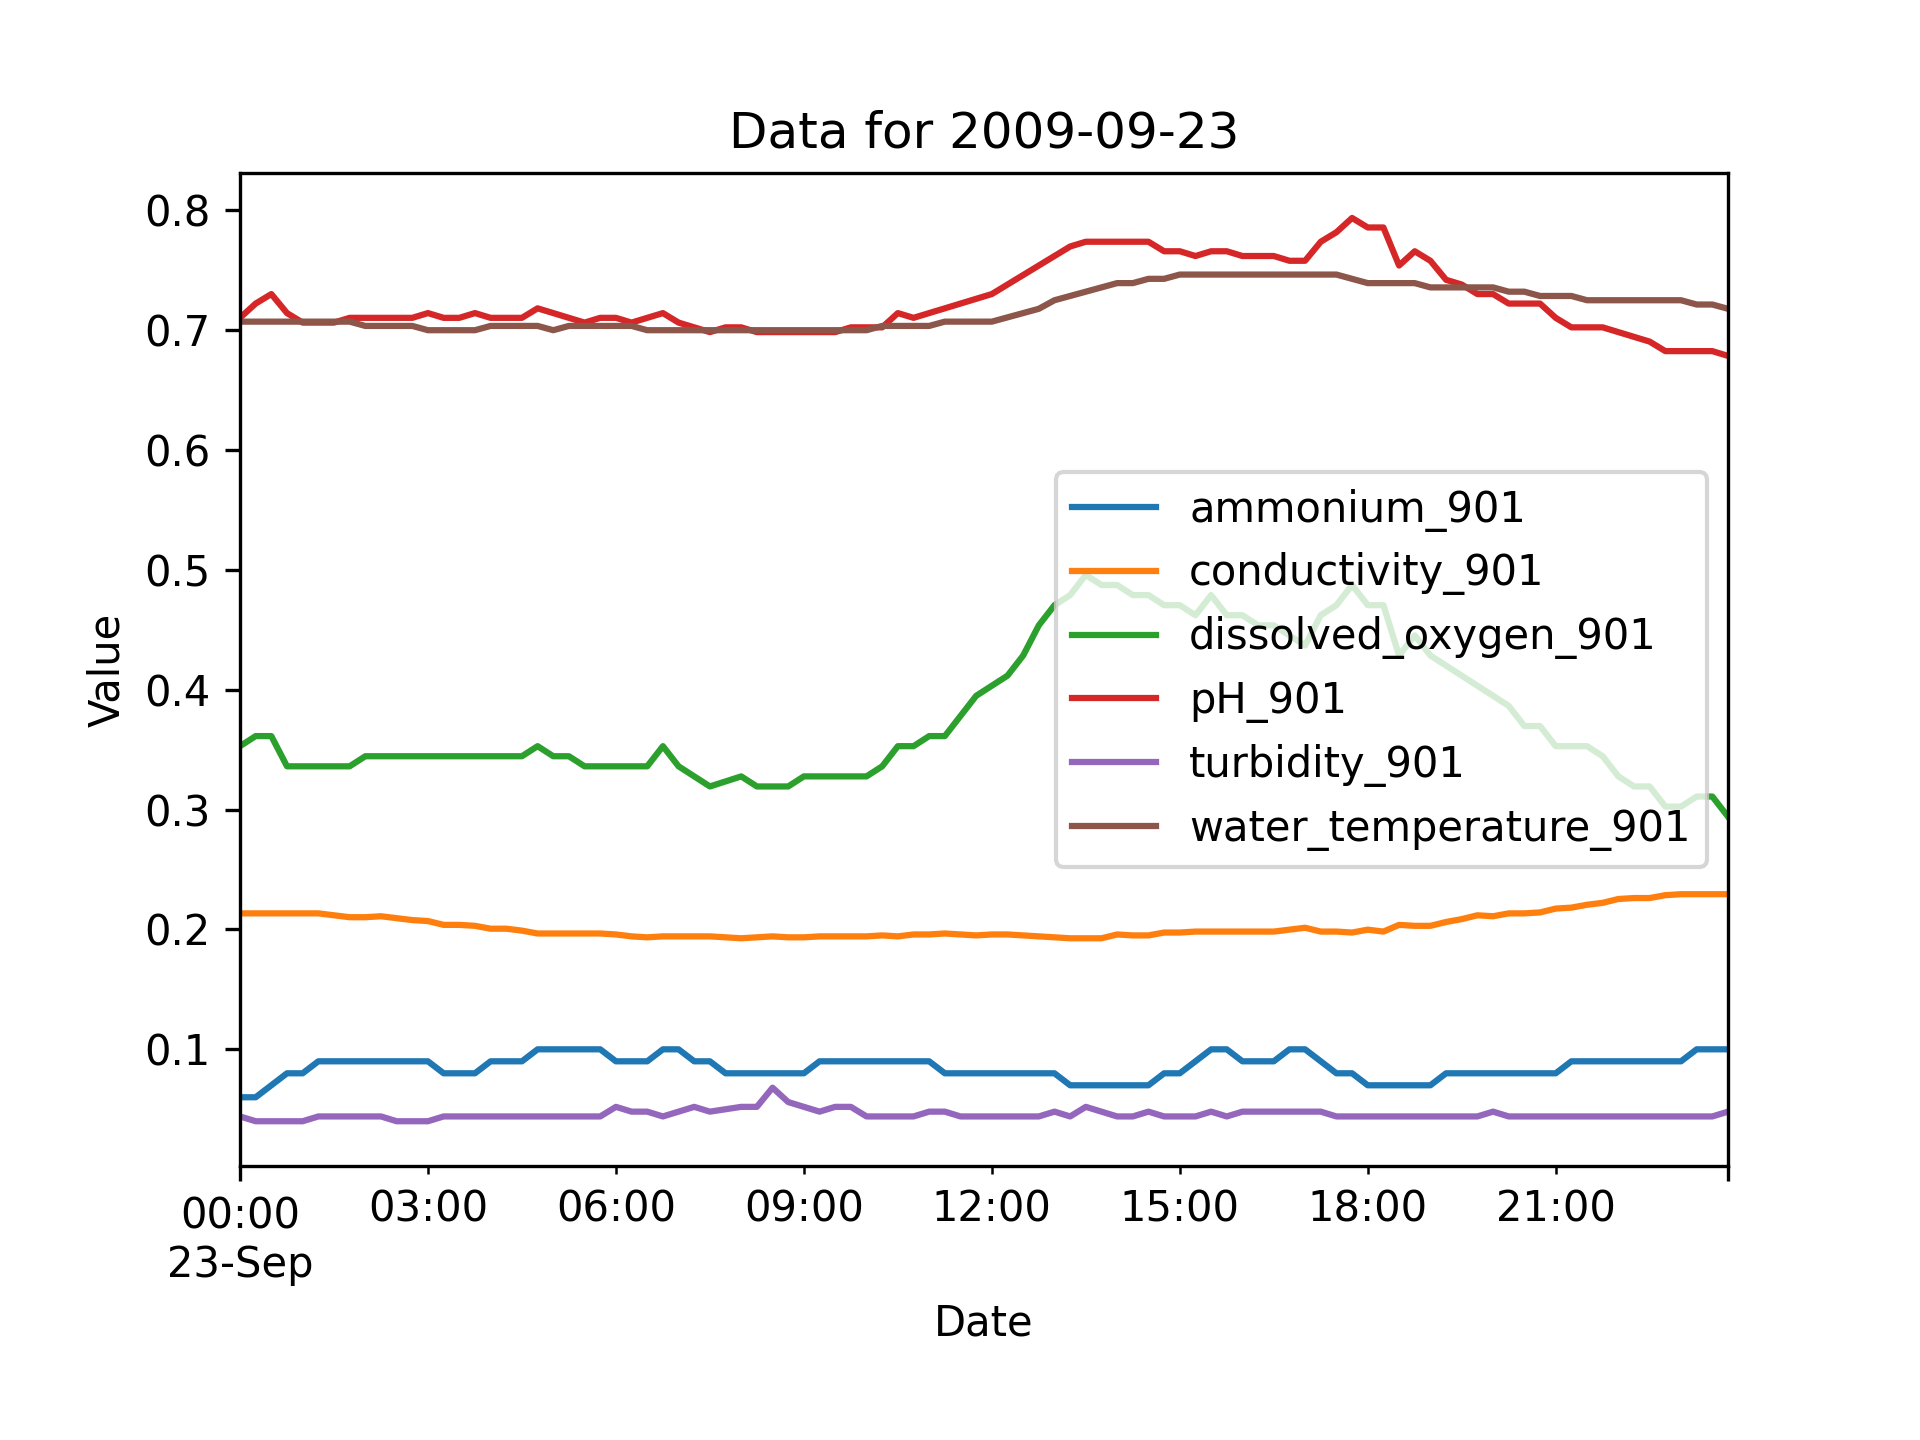 Data for 2009-09-23
0.8
0.7
0.6
0.5
0.4
0.3
0.2
0.1
Value
ammonium_901
conductivity_901
dissolved_oxygen_901
pH_901
turbidity_901
water_temperature_901
00:00 03:00 06:00 09:00 12:00 15:00 18:00 21:00
23-Sep
Date